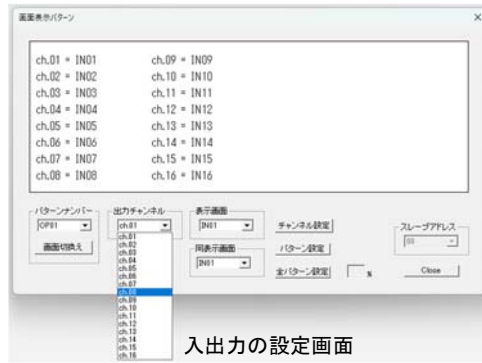 画面表示パターン
×
ch.01 = IN01
ch.02 = IN02
ch.03 = IN03
ch.04 = IN04
ch.05 = IN05
ch.06 = IN06
ch.07 = IN07
ch.08 = IN08
ch.09 = IN09
ch.10 = IN10
ch.11 = IN11
ch.12 = IN12
ch.13 = IN13
ch.14 = IN14
ch.15 = IN15
ch.16 = IN16
パターンナンバー
OP01
画面切換え
出力チャンネル
ch.01
ch.01
ch.02
ch.03
ch.04
ch.05
ch.06
ch.07
ch.08
ch.09
ch.10
ch.11
ch.12
ch.13
ch.14
ch.15
ch.16
表示画面
IN01
同表示画面
IN01
チャンネル設定
パターン設定
全パターン設定
%
スレーブアドレス
00
Close
入出力の設定画面